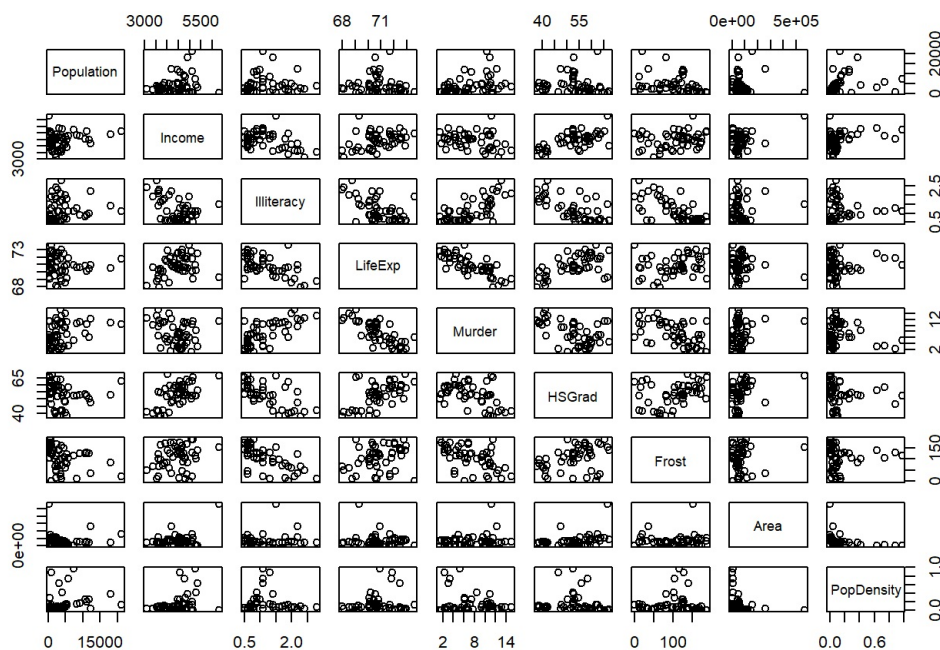 3000 5500 68 71 40 55 0e+00 5e+05
Population 0 20000
3000 Income
Illiteracy 0.5 2.5
68 73 LifeExp
Murder 2 12
40 65 HSGrad
Frost 0 150
0e+00 Area
PopDensity 0.0 1.0
0 15000 0.5 2.0 2 8 14 0 100 0.0 0.6